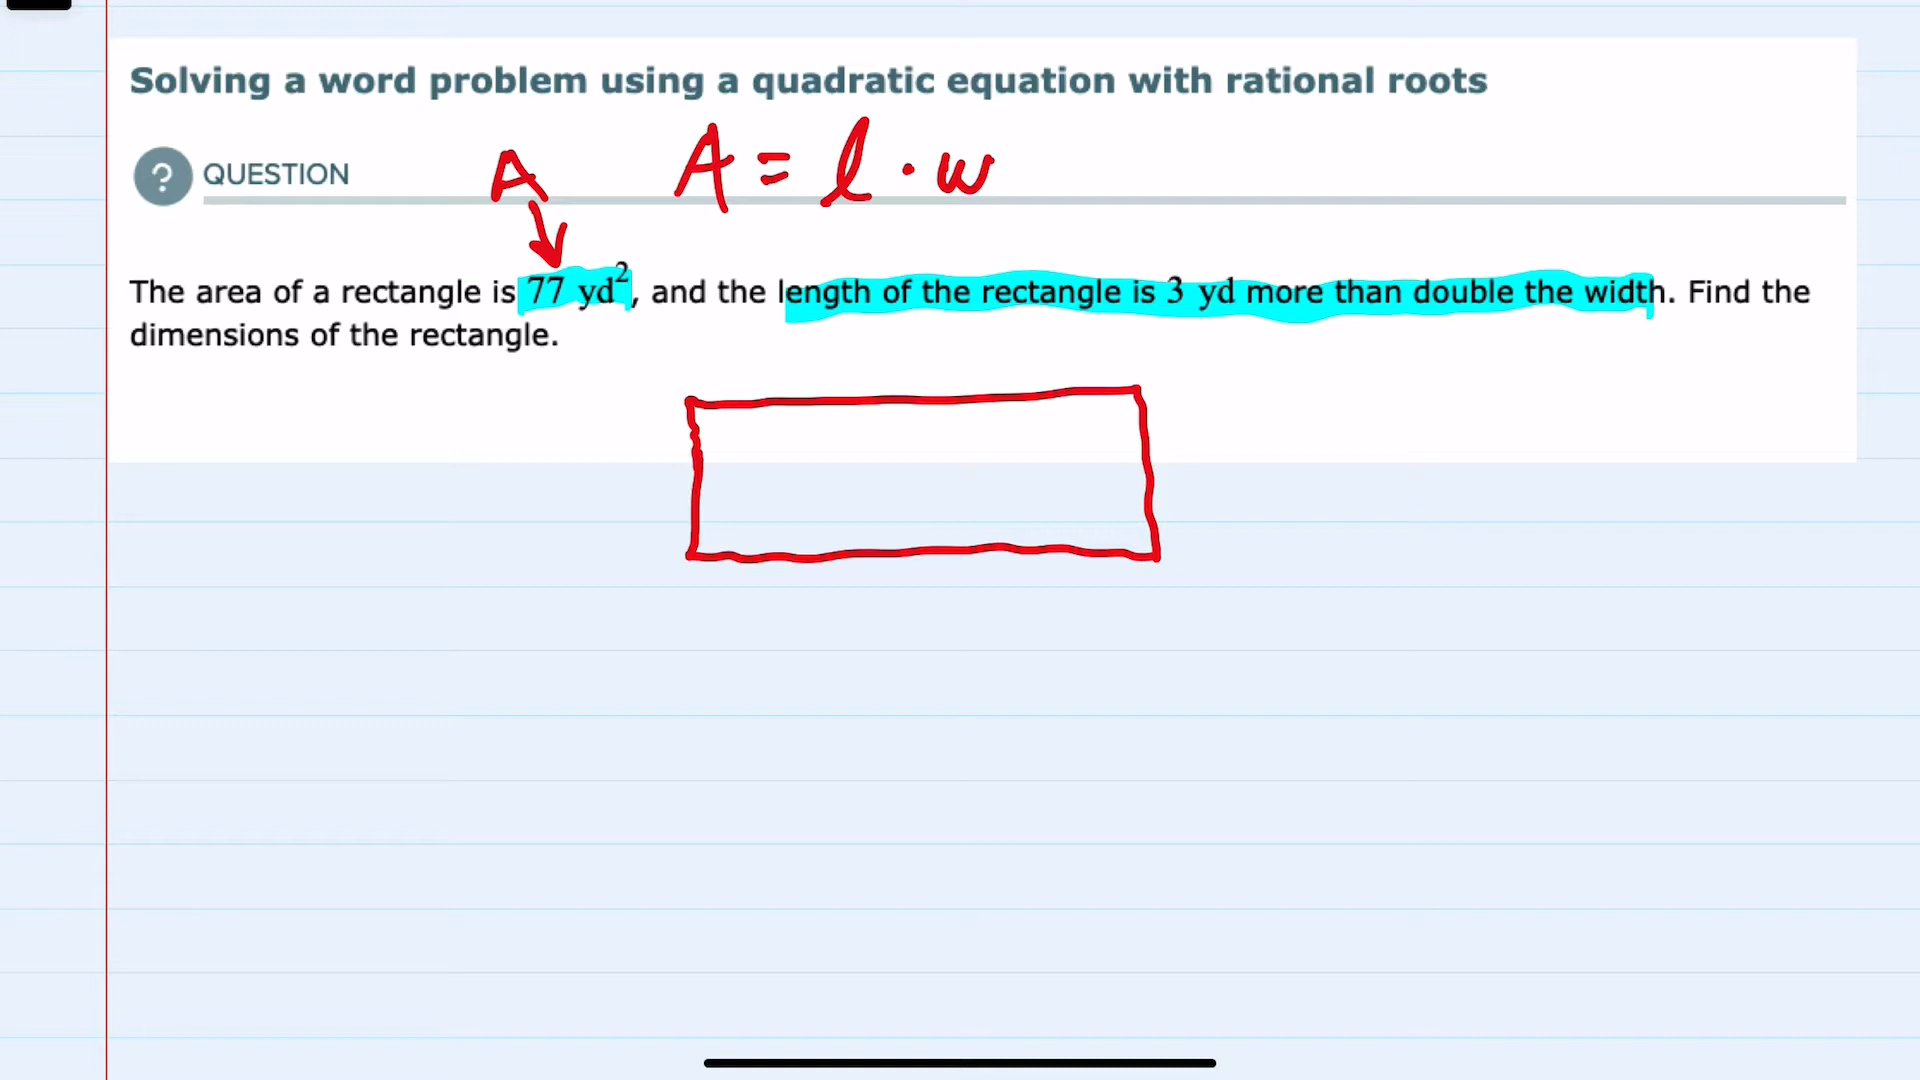 Solving a word problem using a quadratic equation with rational roots
? QUESTION
A A = l · w
The area of a rectangle is 77 yd², and the length of the rectangle is 3 yd more than double the width. Find the
dimensions of the rectangle.